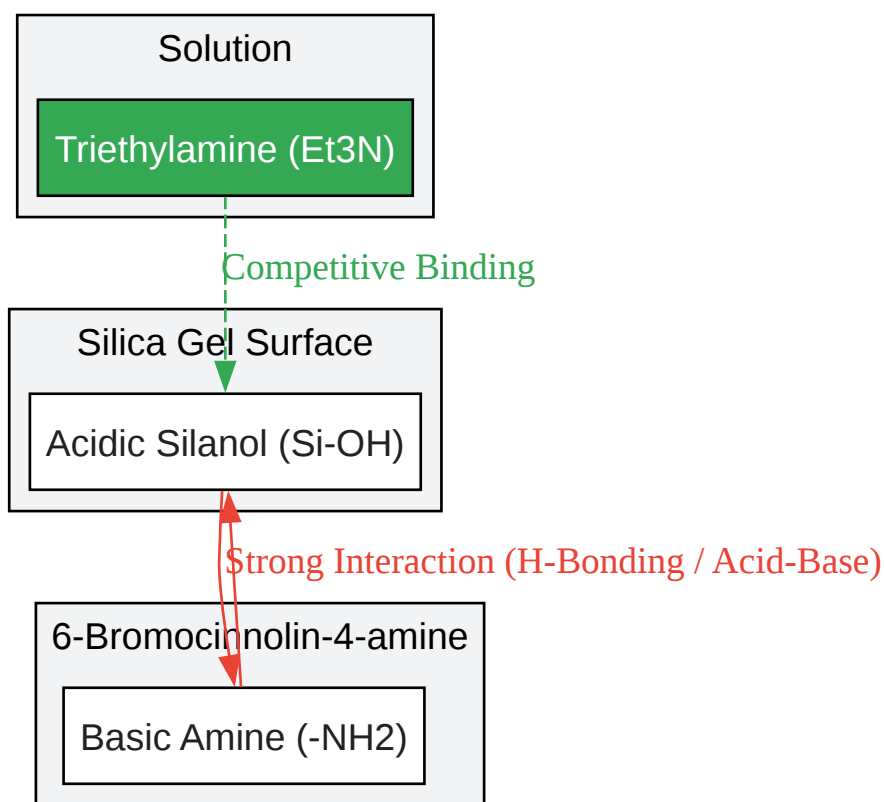 Solution
Triethylamine (Et3N)
Competitive Binding
Silica Gel Surface
Acidic Silanol (Si-OH)
Strong Interaction (H-Bonding / Acid-Base)
6-Bromocinnolin-4-amine
Basic Amine (-NH2)